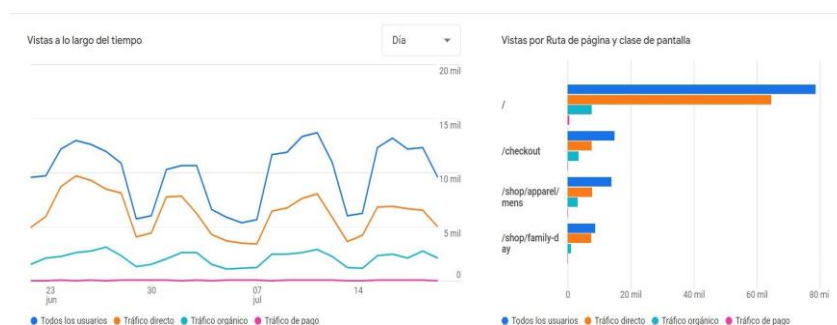 Vistas a lo largo del tiempo
Día
20 mil
15 mil
10 mil
5 mil
0
23
jun
30
07
jul
14
Todos los usuarios
Tráfico directo
Tráfico orgánico
Tráfico de pago
Vistas por Ruta de página y clase de pantalla
/
/checkout
/shop/apparel/
mens
/shop/family-d
ay
0
20 mil
40 mil
60 mil
80 mi
Todos los usuarios
Tráfico directo
Tráfico orgánico
Tráfico de pago